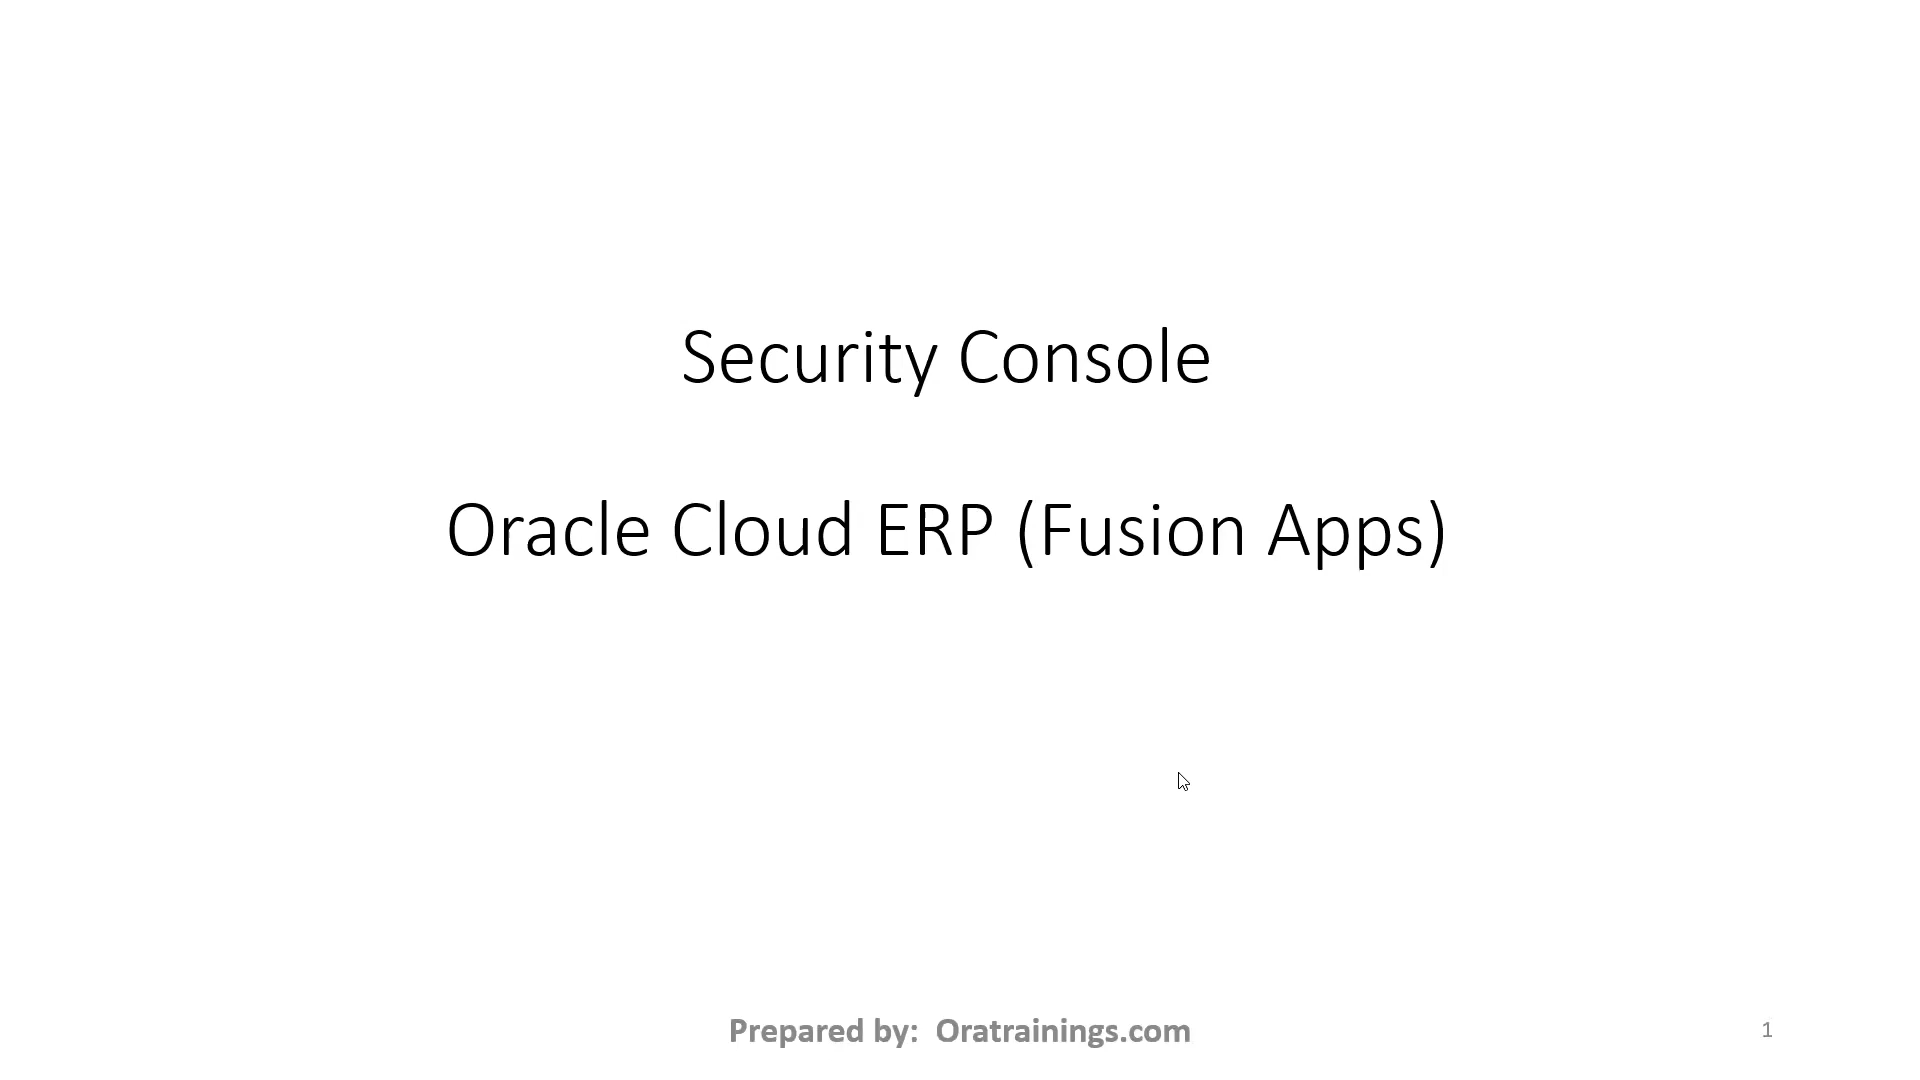 Security Console
Oracle Cloud ERP (Fusion Apps)
Prepared by: Oratrainings.com
1